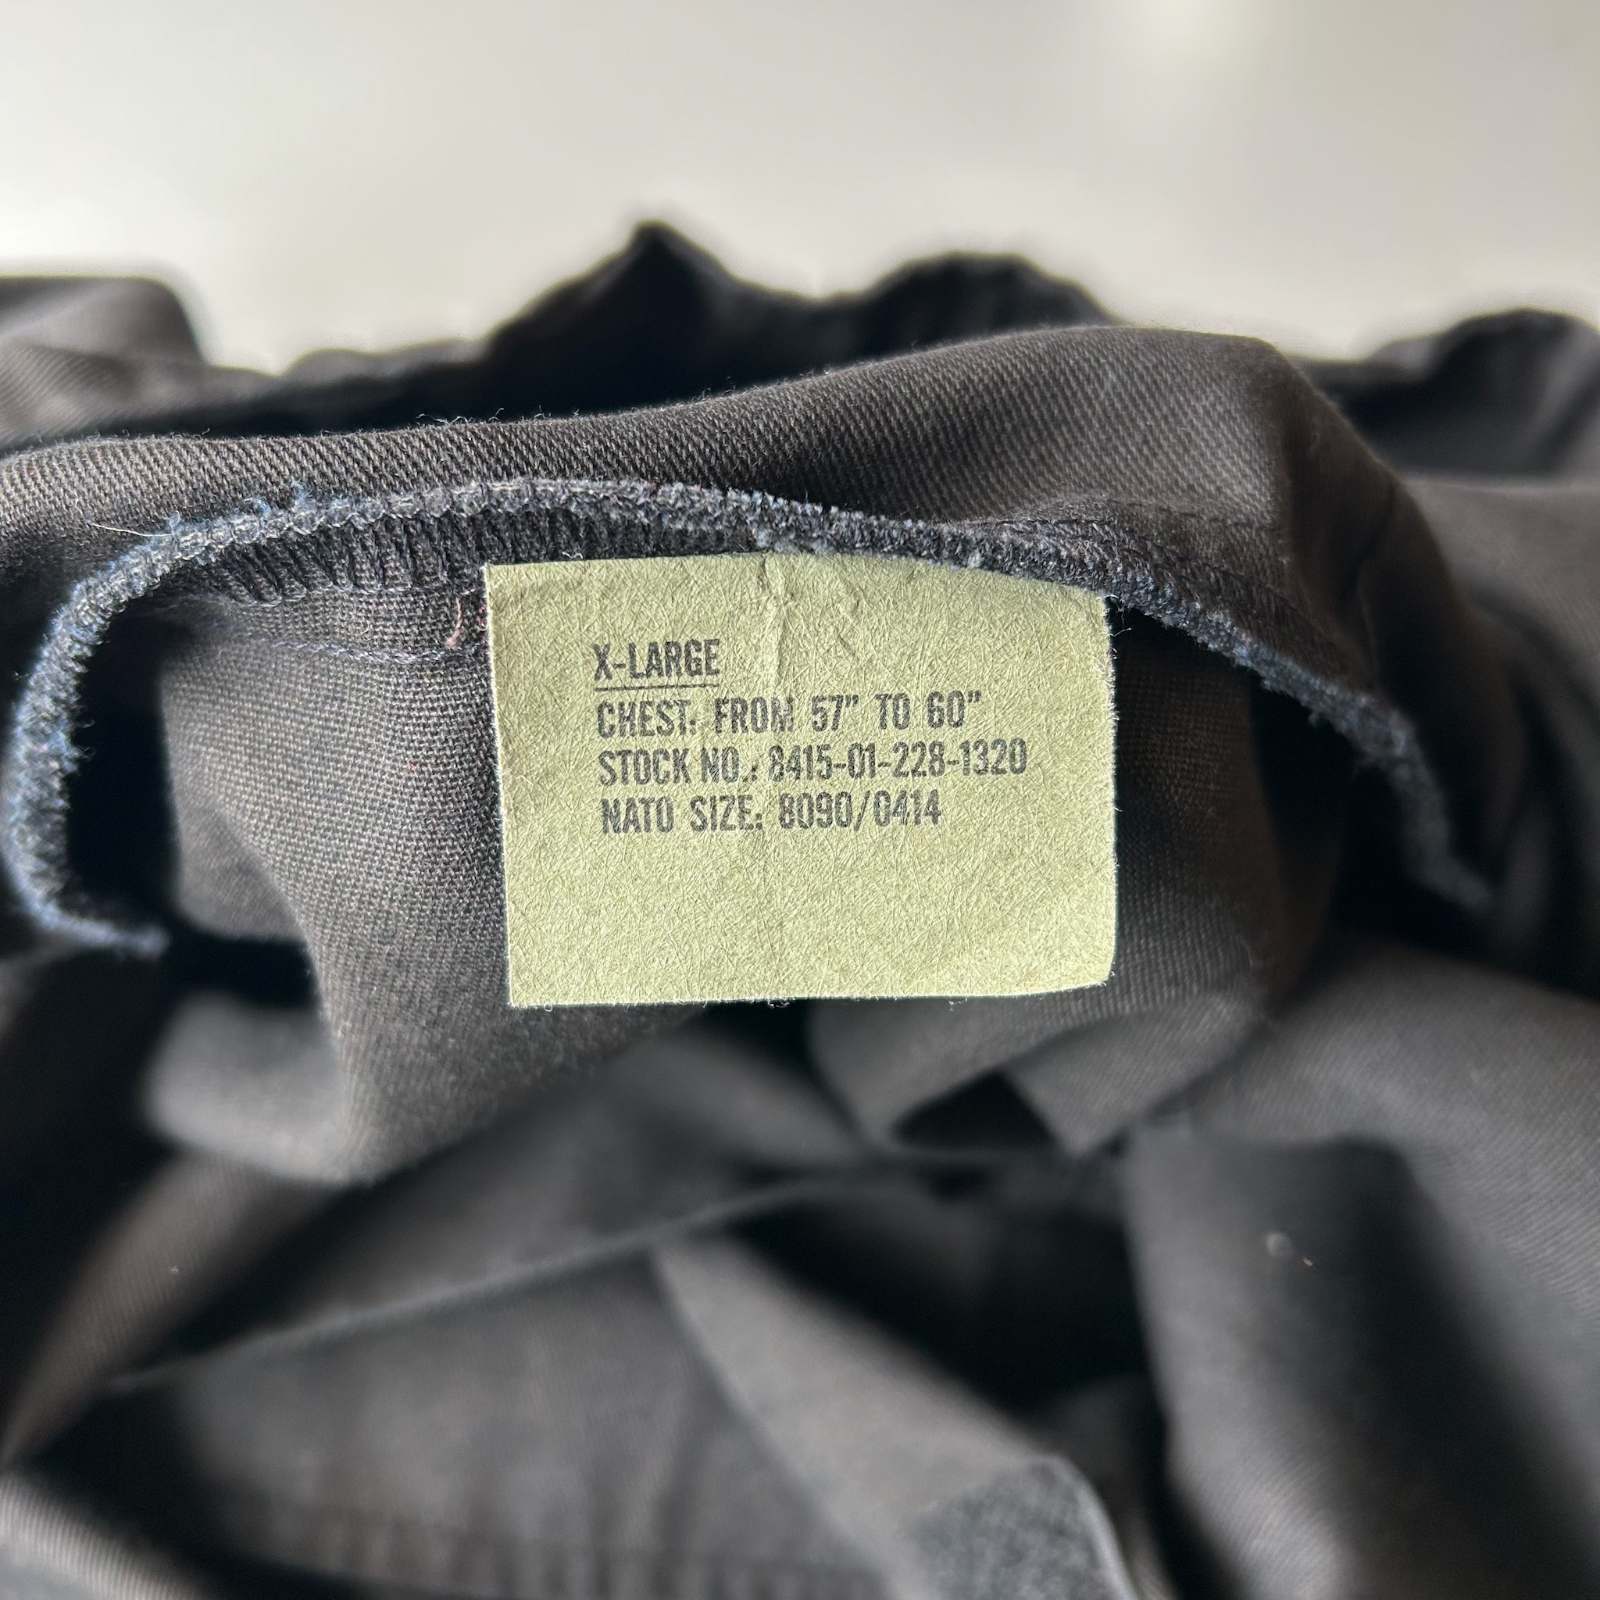 X-LARGE
CHEST: FROM 57" TO 60"
STOCK NO.: 8415-01-228-1320
NATO SIZE: 8090/0414